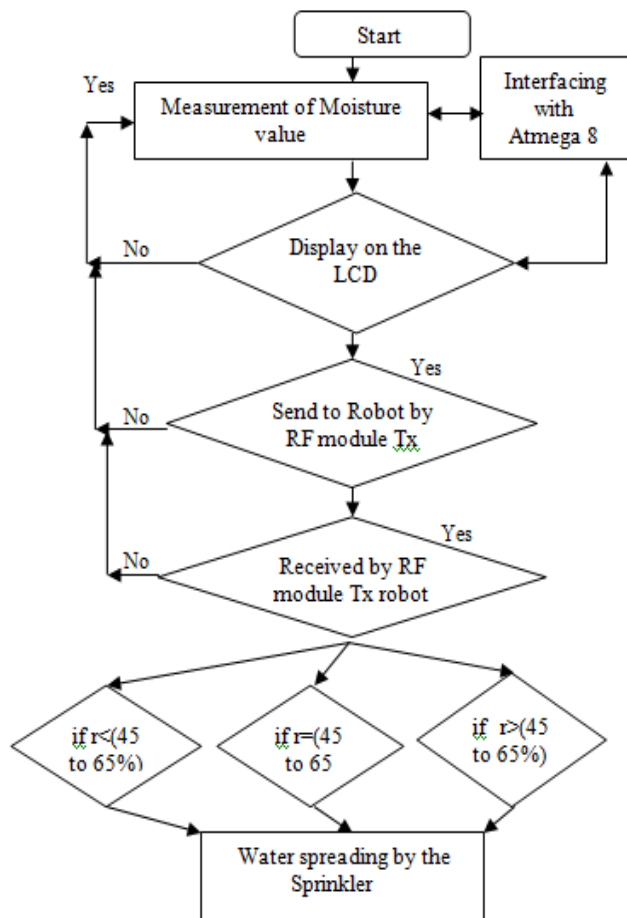 Start
Yes
Measurement of Moisture
value
Interfacing
with
Atmega 8
No
Display on the
LCD
Yes
No
Send to Robot by
RF module Tx
Yes
No
Received by RF
module Tx robot
if r<(45
to 65%)
if r=(45
to 65
if r>(45
to 65%)
Water spreading by the
Sprinkler